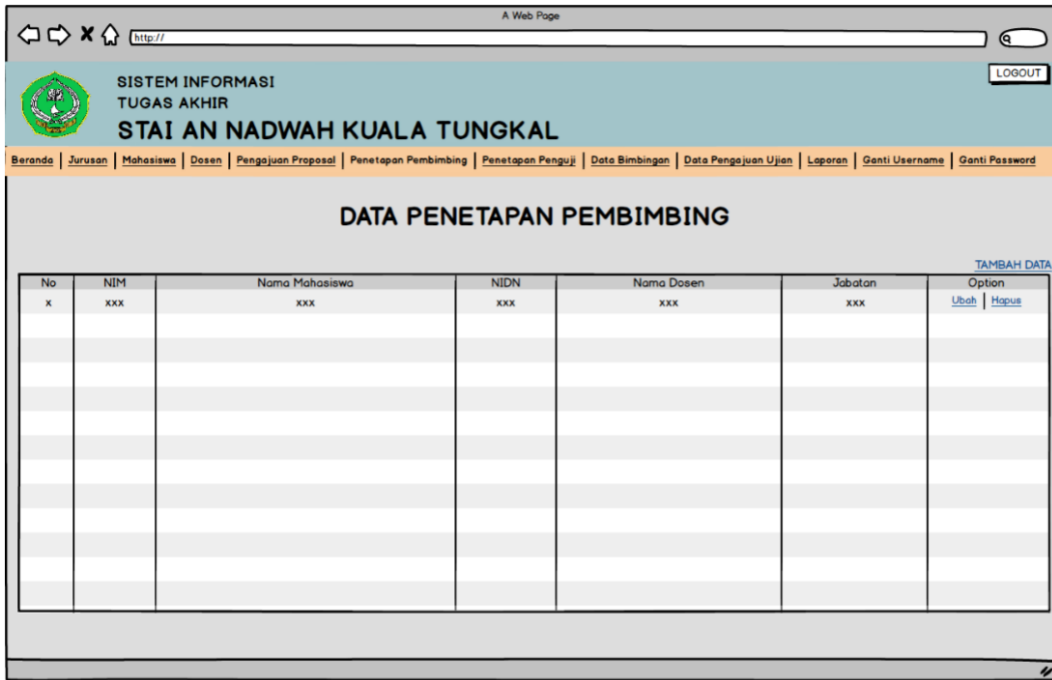 A Web Page
http://
LOGOUT
SISTEM INFORMASI
TUGAS AKHIR
STAI AN NADWAH KUALA TUNGKAL
Beranda | Jurusan | Mahasiswa | Dosen | Pengajuan Proposal | Penetapan Pembimbing | Penetapan Penguji | Data Bimbingan | Data Pengajuan Ujian | Laporan | Ganti Username | Ganti Password
DATA PENETAPAN PEMBIMBING
TAMBAH DATA
No NIM Nama Mahasiswa NIDN Nama Dosen Jabatan Option
x xxx xxx xxx xxx xxx Ubah | Hapus